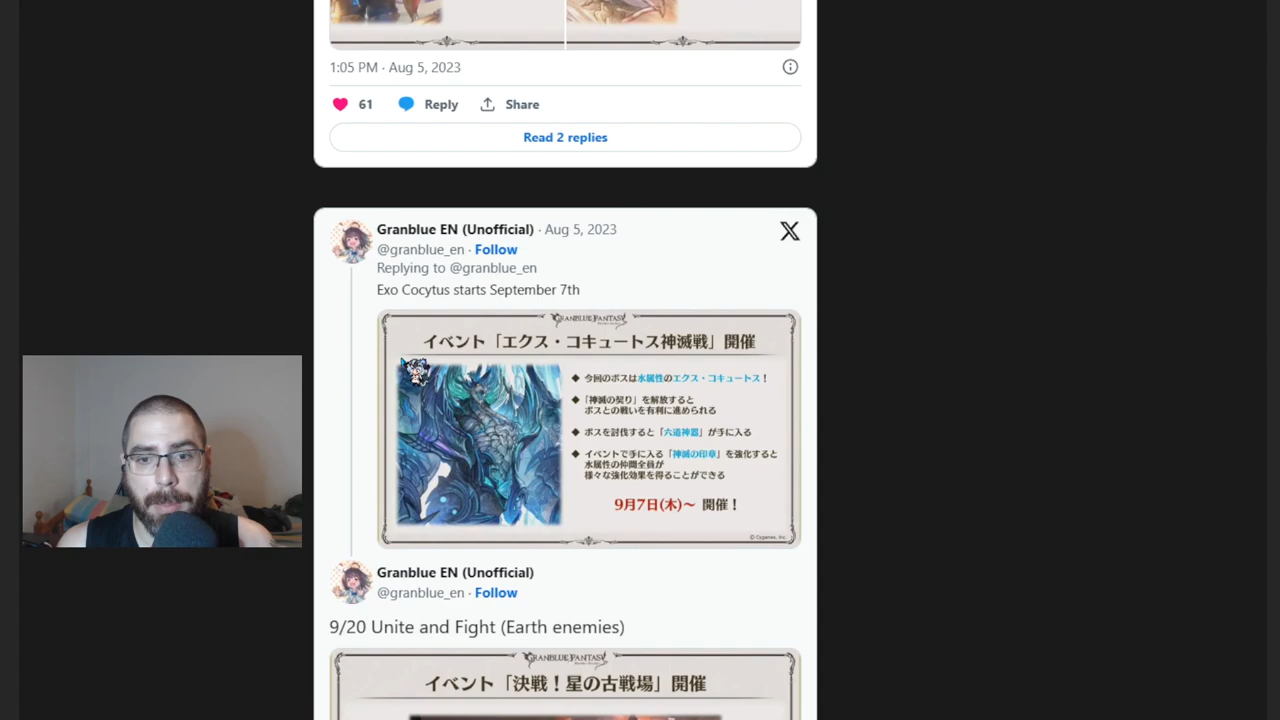 1:05 PM · Aug 5, 2023
61 Reply Share
Read 2 replies
Granblue EN (Unofficial) · Aug 5, 2023
@granblue_en · Follow
Replying to @granblue_en
Exo Cocytus starts September 7th
GRANBLUE FANTASY
イベント「エクス・コキュートス神滅戦」開催
◆ 今回のボスは水属性のエクス・コキュートス！
◆ 「神滅の契り」を解放すると
ボスとの戦いを有利に進められる
◆ ボスを討伐すると「六道神器」が手に入る
◆ イベントで手に入る「神滅の印章」を強化すると
水属性の仲間全員が
様々な強化効果を得ることができる
9月7日(木)～ 開催！
© Cygames, Inc.
Granblue EN (Unofficial)
@granblue_en · Follow
9/20 Unite and Fight (Earth enemies)
GRANBLUE FANTASY
イベント「決戦！星の古戦場」開催